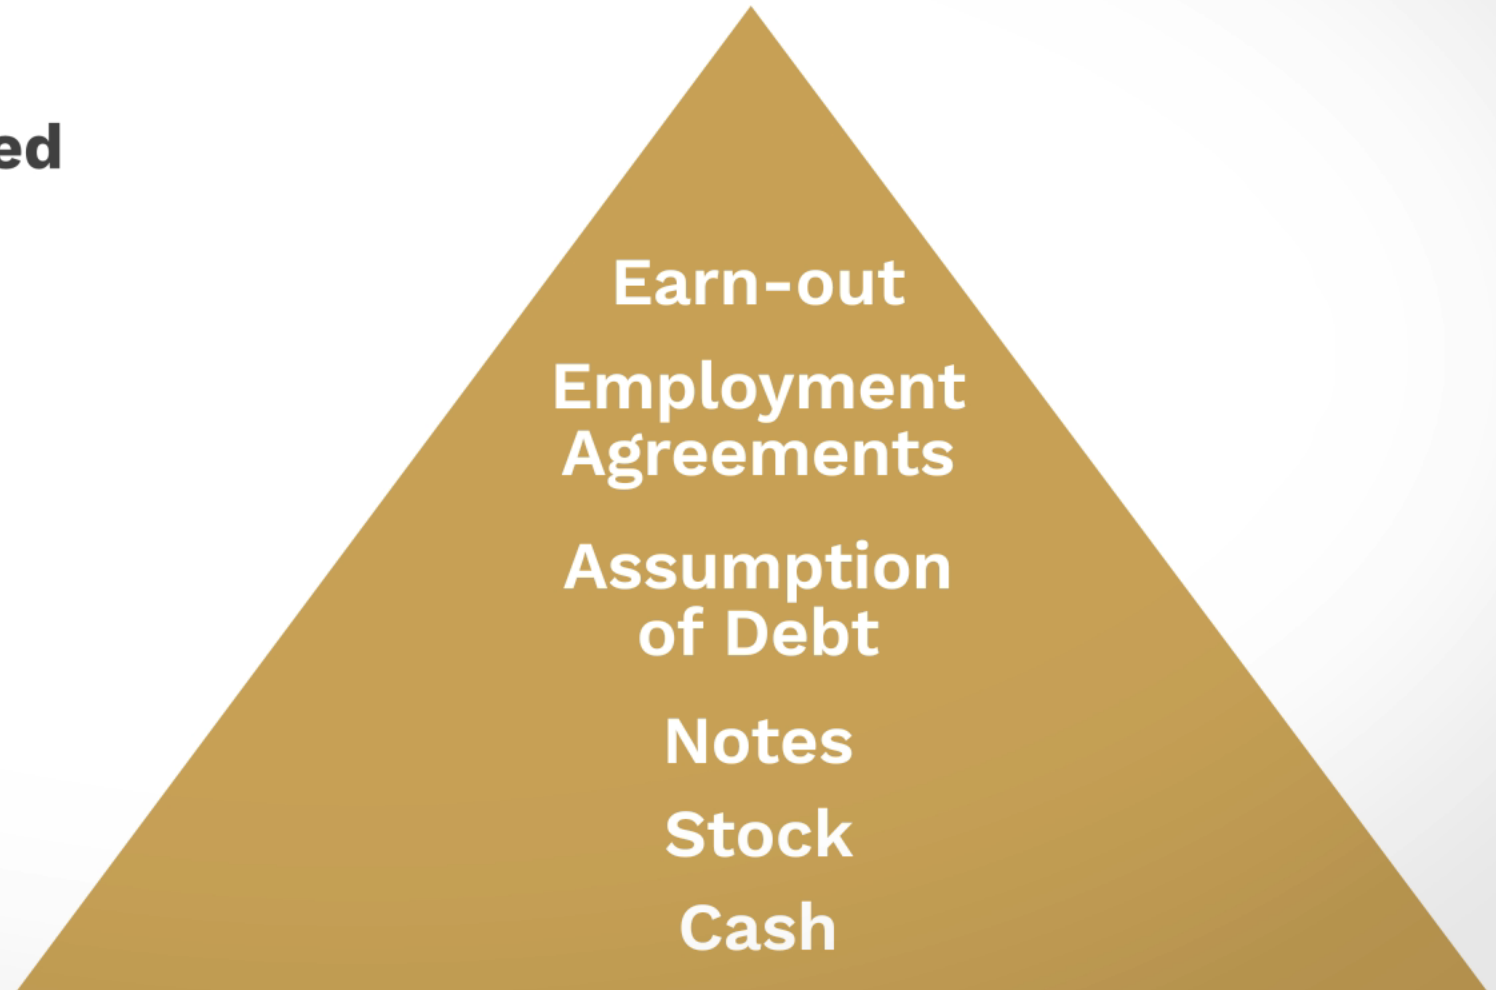 ed
Earn-out
Employment
Agreements
Assumption
of Debt
Notes
Stock
Cash